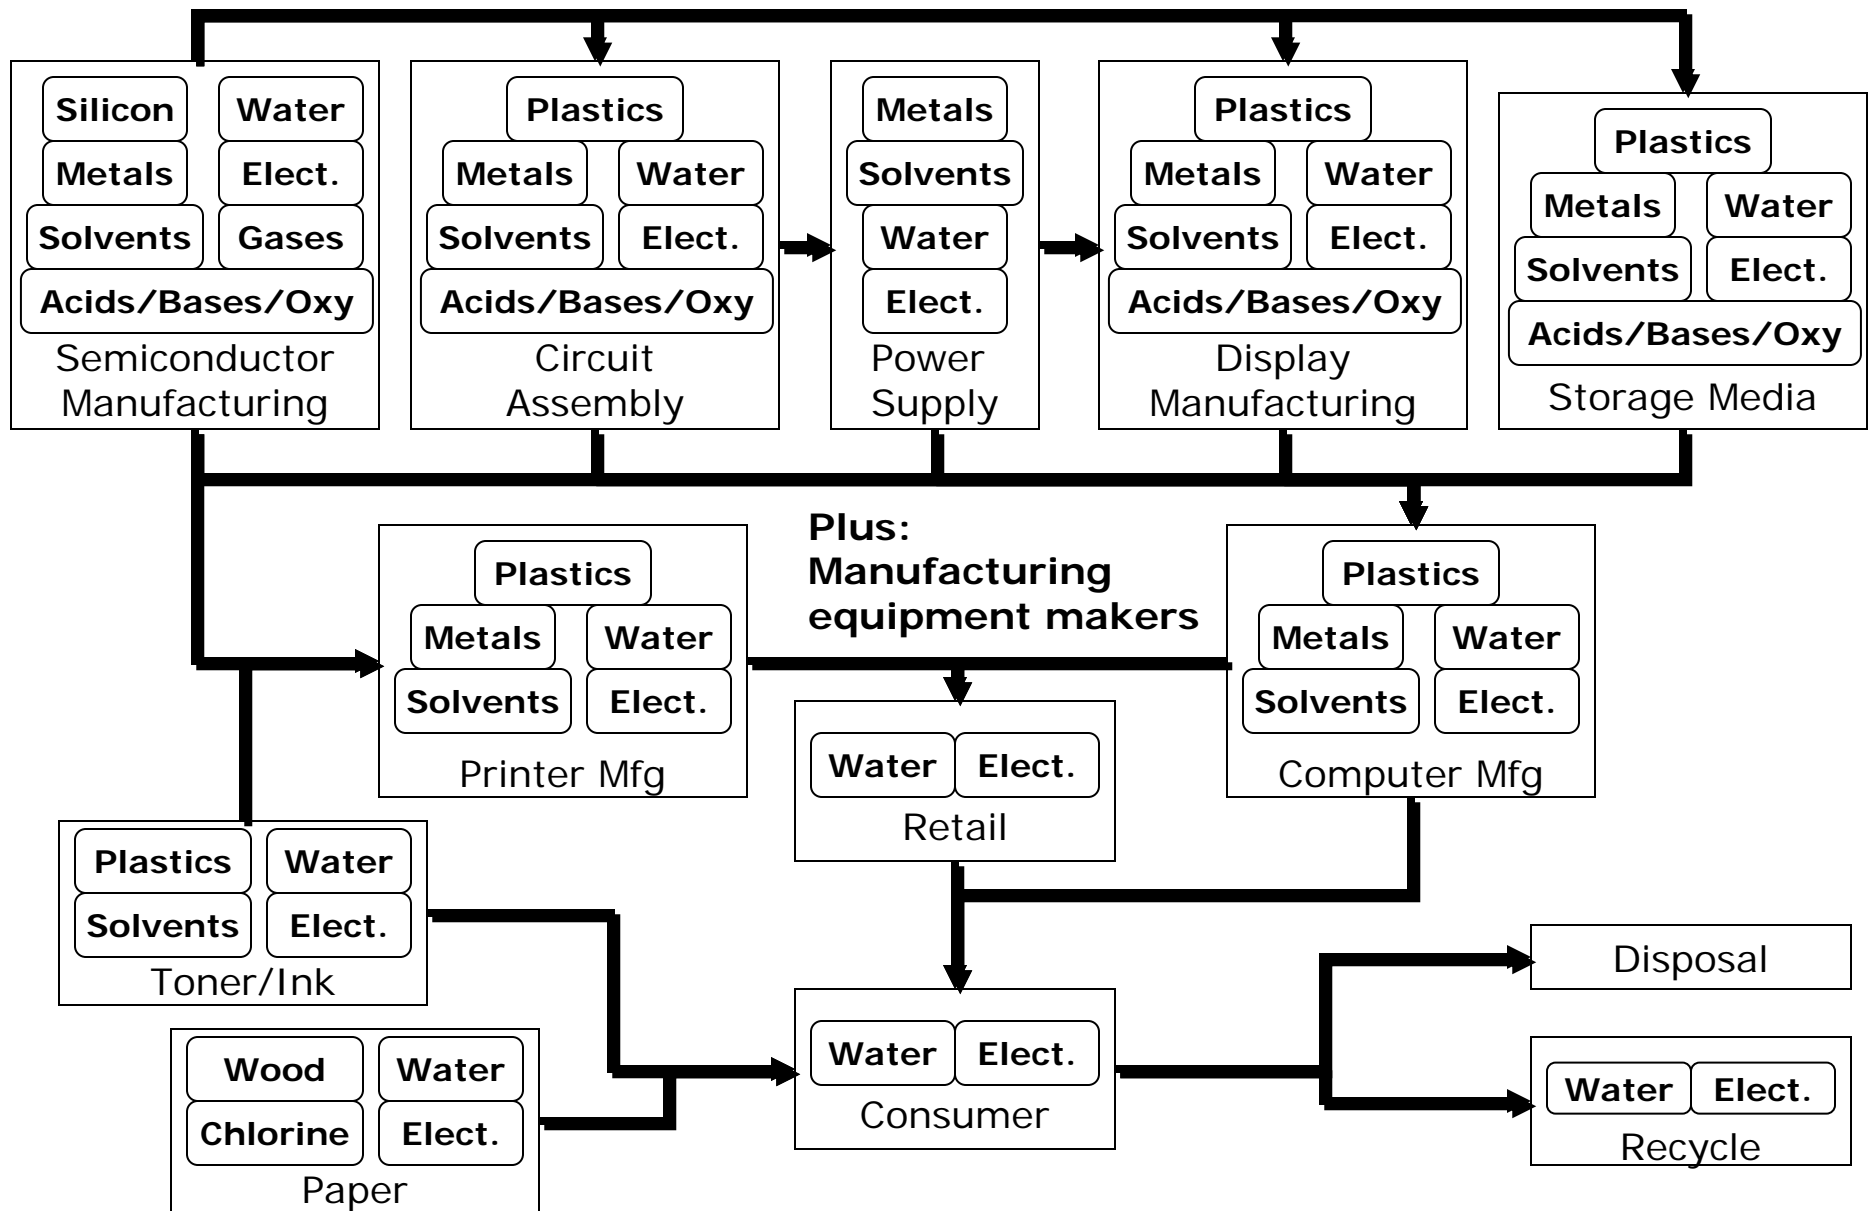 Silicon
Water
Metals
Elect.
Solvents
Gases
Acids/Bases/Oxy
Semiconductor
Manufacturing
Plastics
Metals
Water
Solvents
Elect.
Acids/Bases/Oxy
Circuit
Assembly
Metals
Solvents
Water
Elect.
Power
Supply
Plastics
Metals
Water
Solvents
Elect.
Acids/Bases/Oxy
Display
Manufacturing
Plastics
Metals
Water
Solvents
Elect.
Acids/Bases/Oxy
Storage Media
Plastics
Metals
Water
Solvents
Elect.
Printer Mfg
Plus:
Manufacturing
equipment makers
Plastics
Metals
Water
Solvents
Elect.
Computer Mfg
Water
Elect.
Retail
Plastics
Water
Solvents
Elect.
Toner/Ink
Wood
Water
Chlorine
Elect.
Paper
Water
Elect.
Consumer
Disposal
Water
Elect.
Recycle